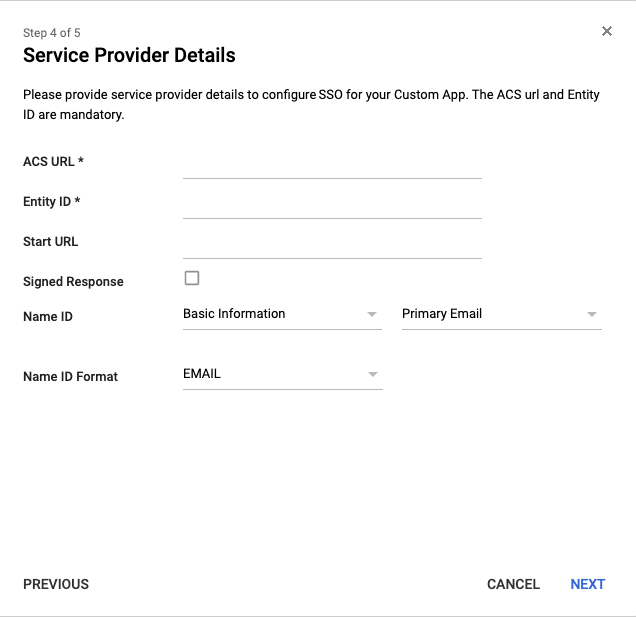 Step 4 of 5
Service Provider Details
Please provide service provider details to configure SSO for your Custom App. The ACS url and Entity
ID are mandatory.
ACS URL *
Entity ID *
Start URL
Signed Response
Name ID Basic Information Primary Email
Name ID Format EMAIL
PREVIOUS CANCEL NEXT